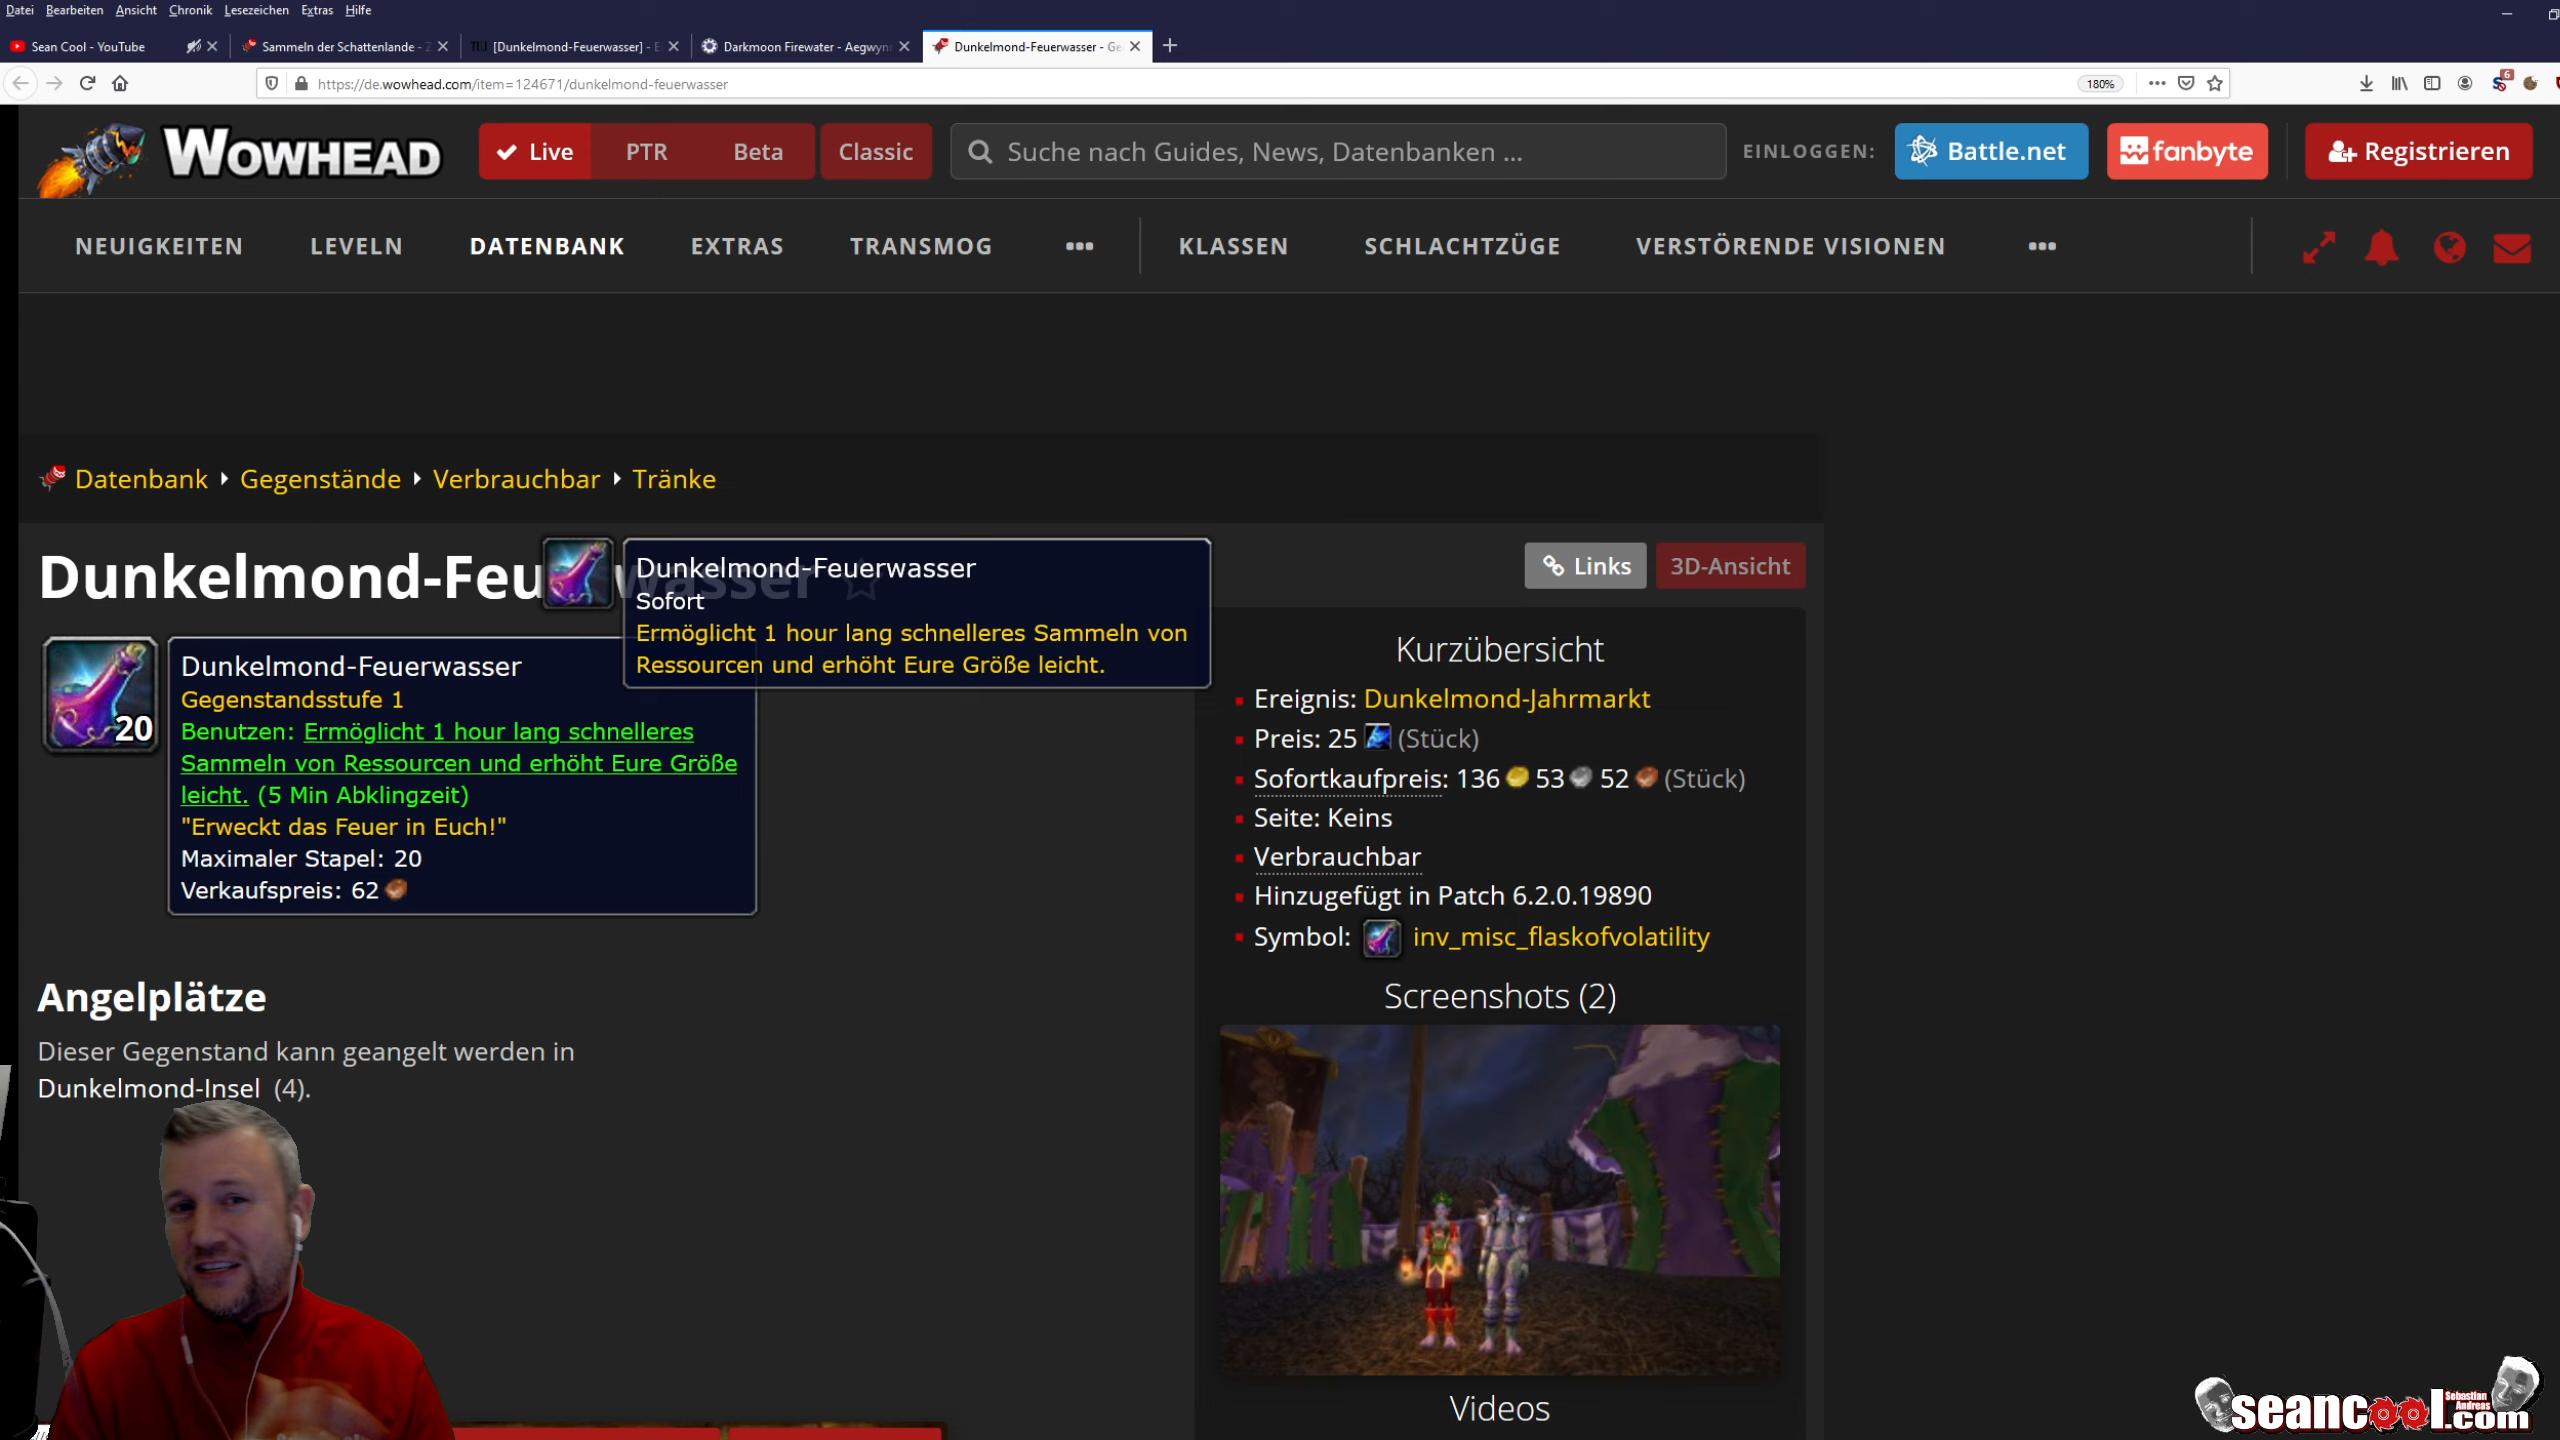 Datei Bearbeiten Ansicht Chronik Lesezeichen Extras Hilfe
Sean Cool - YouTube
Sammeln der Schattenlande -
[Dunkelmond-Feuerwasser] -
Darkmoon Firewater - Aegwyn
Dunkelmond-Feuerwasser - Ge
https://de.wowhead.com/item=124671/dunkelmond-feuerwasser
180%
6
WOWHEAD
Live PTR Beta Classic
Suche nach Guides, News, Datenbanken ...
EINLOGGEN:
Battle.net
fanbyte
Registrieren
NEUIGKEITEN LEVELN DATENBANK EXTRAS TRANSMOG ••• KLASSEN SCHLACHTZÜGE VERSTÖRENDE VISIONEN •••
Datenbank Gegenstände Verbrauchbar Tränke
Dunkelmond-Feuerwasser
Dunkelmond-Feuerwasser
Sofort
Ermöglicht 1 hour lang schnelleres Sammeln von
Ressourcen und erhöht Eure Größe leicht.
20
Dunkelmond-Feuerwasser
Gegenstandsstufe 1
Benutzen: Ermöglicht 1 hour lang schnelleres
Sammeln von Ressourcen und erhöht Eure Größe
leicht. (5 Min Abklingzeit)
"Erweckt das Feuer in Euch!"
Maximaler Stapel: 20
Verkaufspreis: 62
Angelplätze
Dieser Gegenstand kann geangelt werden in
Dunkelmond-Insel (4).
Links
3D-Ansicht
Kurzübersicht
Ereignis: Dunkelmond-Jahrmarkt
Preis: 25 (Stück)
Sofortkaufpreis: 136 53 52 (Stück)
Seite: Keins
Verbrauchbar
Hinzugefügt in Patch 6.2.0.19890
Symbol: inv_misc_flaskofvolatility
Screenshots (2)
Videos
seancool.com
Sebastian
Andreas